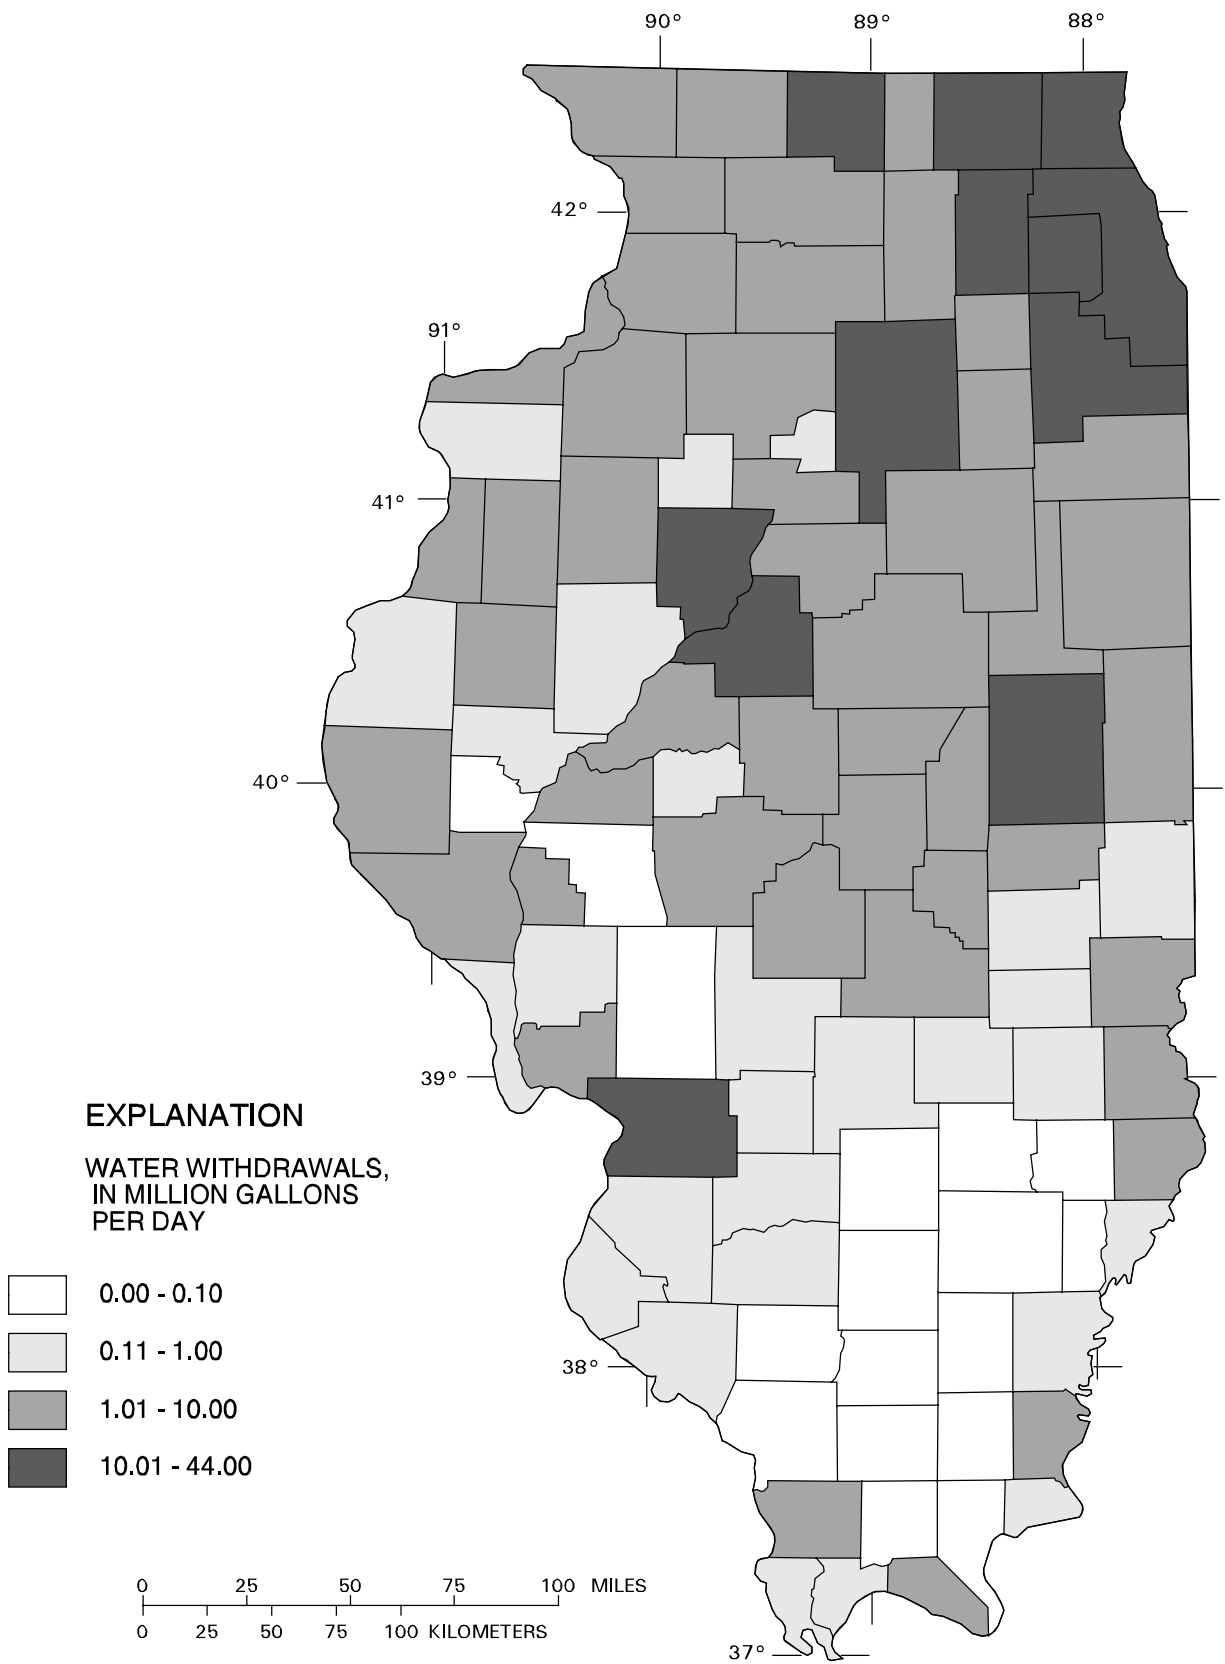 90° 89° 88°
42°
91°
41°
40°
39°
EXPLANATION
WATER WITHDRAWALS,
IN MILLION GALLONS
PER DAY
0.00 - 0.10
0.11 - 1.00
38°
1.01 - 10.00
10.01 - 44.00
0 25 50 75 100 MILES
0 25 50 75 100 KILOMETERS
37°